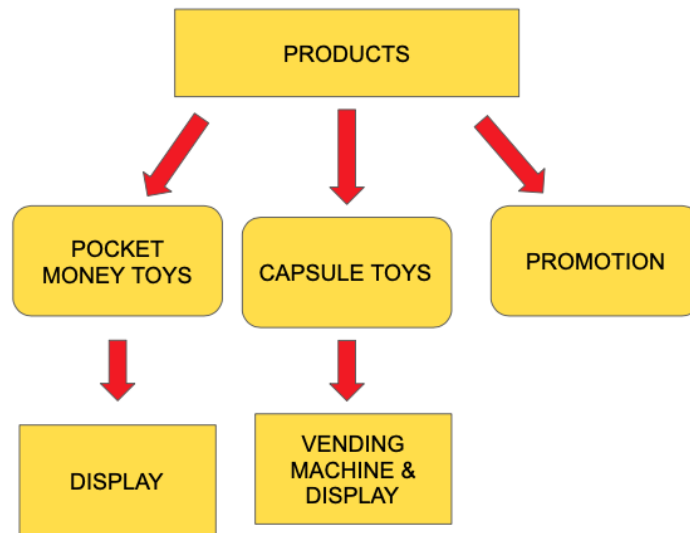 PRODUCTS
POCKET
MONEY TOYS
CAPSULE TOYS
PROMOTION
DISPLAY
VENDING
MACHINE &
DISPLAY